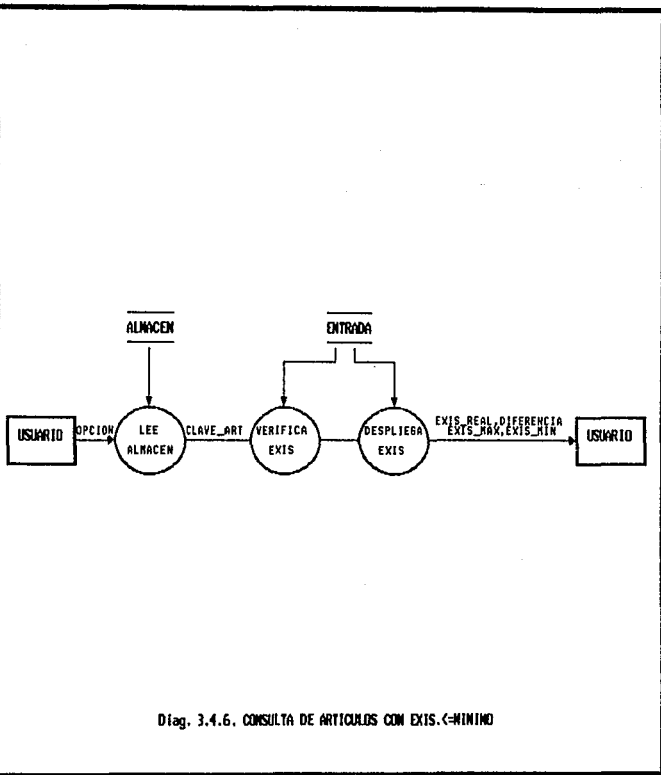 ALMACEN
ENTRADA
USUARIO
OPCION
LEE
ALMACEN
CLAVE_ART
VERIFICA
EXIS
DESPLIEGA
EXIS
EXIS_REAL,DIFERENCIA
EXIS_MAX,EXIS_MIN
USUARIO
Diag. 3.4.6. CONSULTA DE ARTICULOS CON EXIS.<=MINIMO